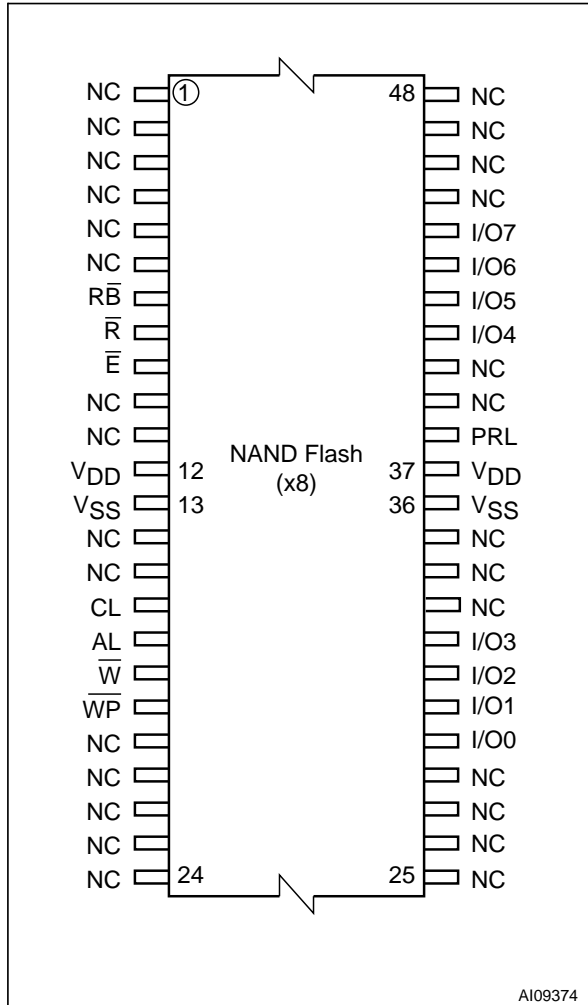 NC 1 48 NC
NC NC
NC NC
NC NC
NC I/O7
NC I/O6
RB̅ I/O5
R̅ I/O4
E̅ NC
NC NC
NC PRL
VDD 12 NAND Flash 37 VDD
VSS 13 (x8) 36 VSS
NC NC
NC NC
CL NC
AL I/O3
W̅ I/O2
W̅P̅ I/O1
NC I/O0
NC NC
NC NC
NC NC
NC 24 25 NC
AI09374